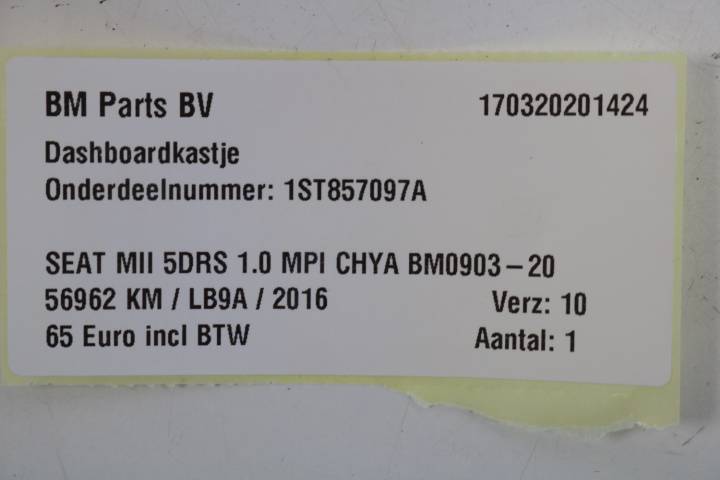 BM Parts BV 170320201424
Dashboardkastje
Onderdeelnummer: 1ST857097A
SEAT MII 5DRS 1.0 MPI CHYA BM0903-20
56962 KM / LB9A / 2016 Verz: 10
65 Euro incl BTW Aantal: 1